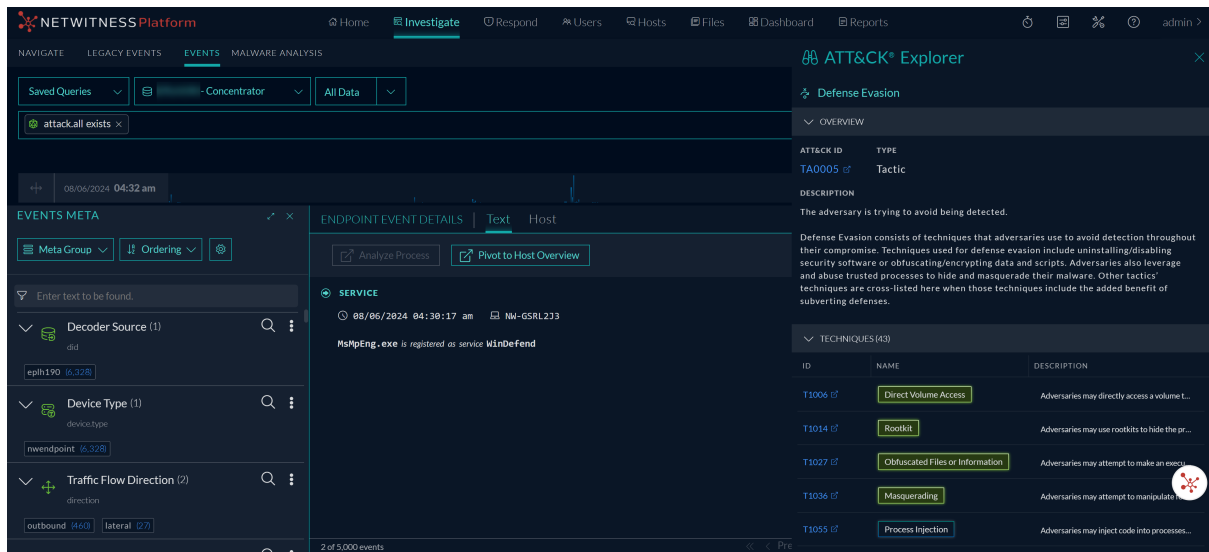 NETWITNESS Platform
Home Investigate Respond Users Hosts Files Dashboard Reports admin >
NAVIGATE LEGACY EVENTS EVENTS MALWARE ANALYSIS
Saved Queries - Concentrator All Data
attack.all exists ×
08/06/2024 04:32 am
EVENTS META
Meta Group Ordering
Enter text to be found.
Decoder Source (1)
did
eplh190 (6,328)
Device Type (1)
device.type
nwendpoint (6,328)
Traffic Flow Direction (2)
direction
outbound (460) lateral (27)
ENDPOINT EVENT DETAILS Text Host
Analyze Process Pivot to Host Overview
SERVICE
08/06/2024 04:30:17 am NW-GSRL2J3
MsMpEng.exe is registered as service WinDefend
2 of 5,000 events
« < Pre
ATT&CK® Explorer
Defense Evasion
OVERVIEW
ATT&CK ID TYPE
TA0005 Tactic
DESCRIPTION
The adversary is trying to avoid being detected.
Defense Evasion consists of techniques that adversaries use to avoid detection throughout
their compromise. Techniques used for defense evasion include uninstalling/disabling
security software or obfuscating/encrypting data and scripts. Adversaries also leverage
and abuse trusted processes to hide and masquerade their malware. Other tactics'
techniques are cross-listed here when those techniques include the added benefit of
subverting defenses.
TECHNIQUES (43)
ID NAME DESCRIPTION
T1006 Direct Volume Access Adversaries may directly access a volume t...
T1014 Rootkit Adversaries may use rootkits to hide the pr...
T1027 Obfuscated Files or Information Adversaries may attempt to make an execu
T1036 Masquerading Adversaries may attempt to manipulate
T1055 Process Injection Adversaries may inject code into processes...